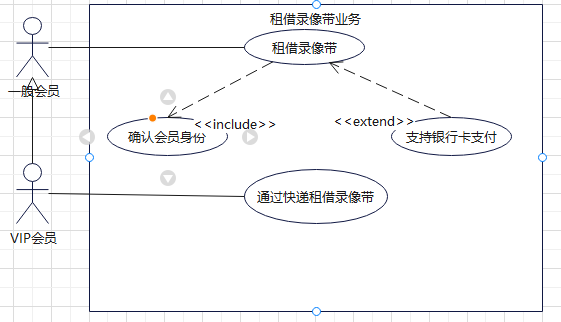 租借录像带业务
租借录像带
一般会员
<<include>>
<<extend>>
确认会员身份
支持银行卡支付
通过快递租借录像带
VIP会员